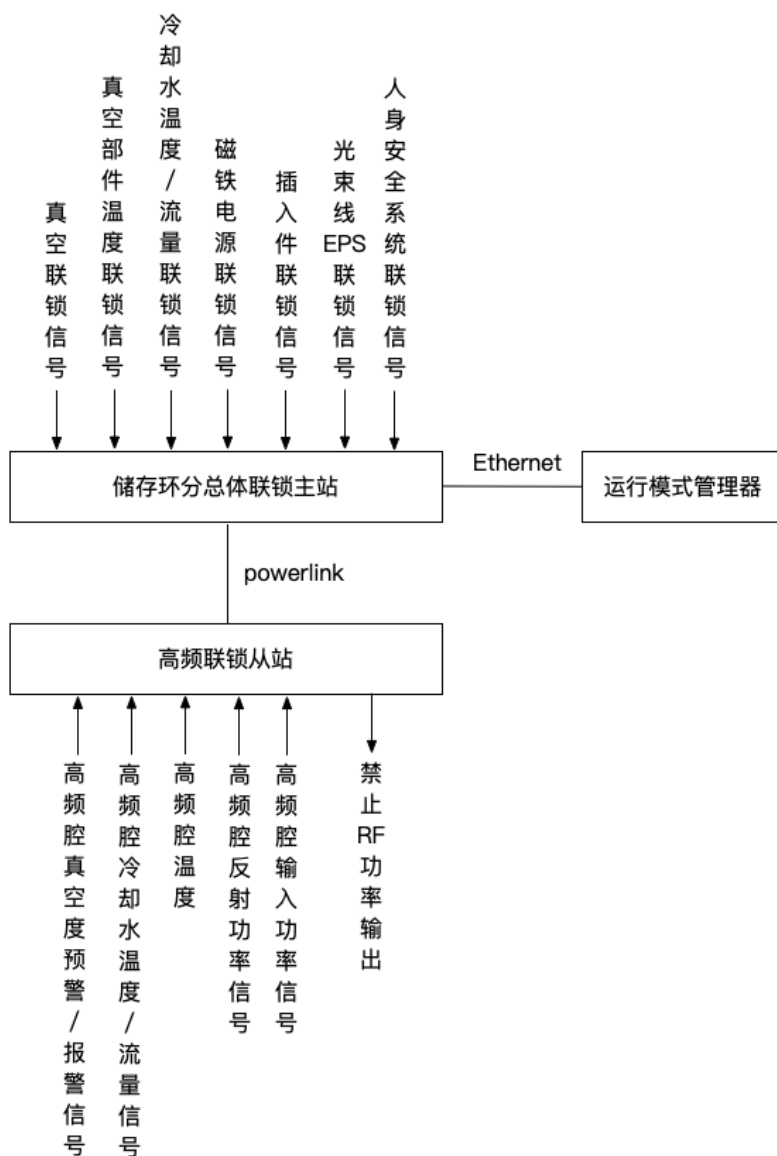 真空联锁信号
真空部件温度联锁信号
冷却水温度/流量联锁信号
磁铁电源联锁信号
插入件联锁信号
光束线EPS联锁信号
人身安全系统联锁信号
储存环分总体联锁主站
Ethernet
运行模式管理器
powerlink
高频联锁从站
高频腔真空度预警/报警信号
高频腔冷却水温度/流量信号
高频腔温度
高频腔反射功率信号
高频腔输入功率信号
禁止RF功率输出